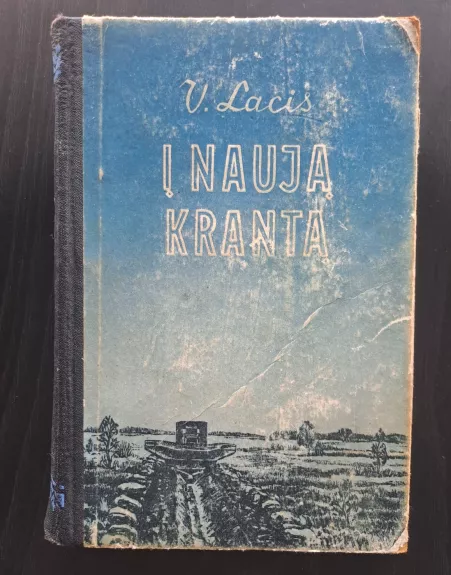 V. Lacis
Į NAUJĄ
KRANTĄ